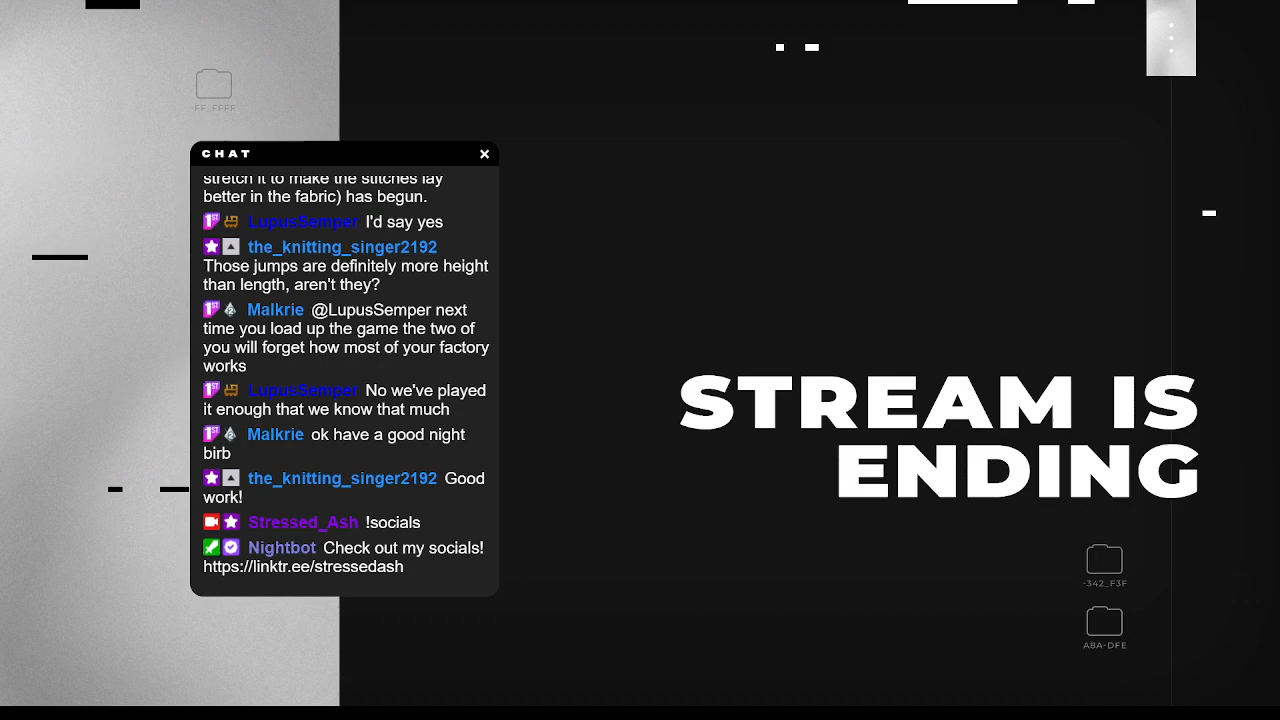 FF_FFFF
CHAT
stretch it to make the stitches lay
better in the fabric) has begun.
LupusSemper I'd say yes
the_knitting_singer2192
Those jumps are definitely more height
than length, aren't they?
Malkrie @LupusSemper next
time you load up the game the two of
you will forget how most of your factory
works
LupusSemper No we've played
it enough that we know that much
Malkrie ok have a good night
birb
the_knitting_singer2192 Good
work!
Stressed_Ash !socials
Nightbot Check out my socials!
https://linktr.ee/stressedash
STREAM IS
ENDING
-342_F3F
A8A-DFE